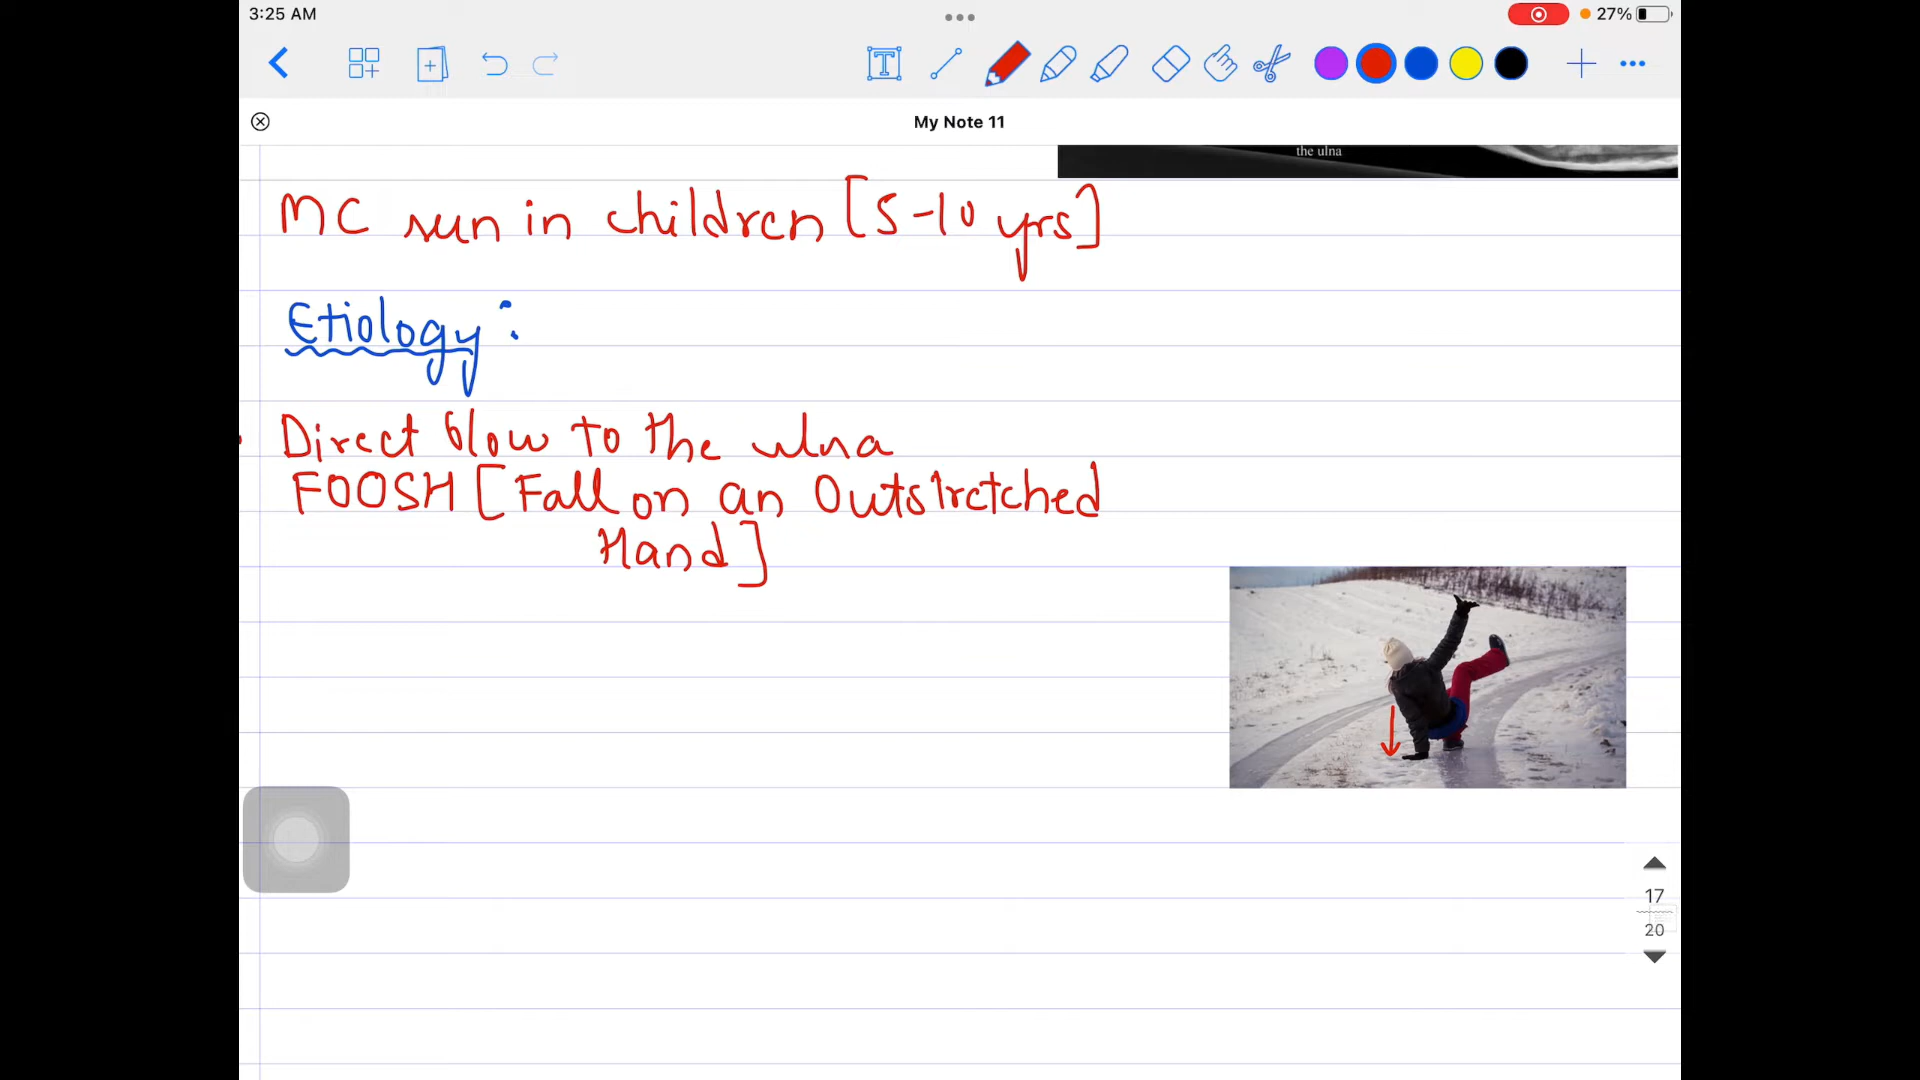 3:25 AM
27%
T
My Note 11
the ulna
MC seen in children [5-10 yrs]
Etiology:
Direct blow to the ulna
FOOSH [Fall on an Outstretched
Hand]
17
20